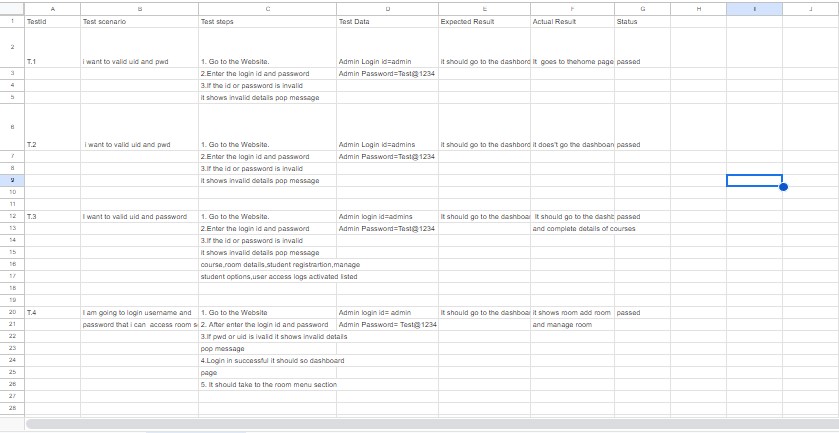 A B C D E F G H I J
1 TestId Test scenario Test steps Test Data Expected Result Actual Result Status
2 T.1 i want to valid uid and pwd 1. Go to the Website. Admin Login id=admin it should go to the dashbord It goes to thehome page passed
3 2.Enter the login id and password Admin Password=Test@1234
4 3.If the id or password is invalid
5 it shows invalid details pop message
6 T.2 i want to valid uid and pwd 1. Go to the Website. Admin Login id=admins it should go to the dashbord it does't go the dashboar passed
7 2.Enter the login id and password Admin Password=Test@1234
8 3.If the id or password is invalid
9 it shows invalid details pop message
10
11
12 T.3 I want to valid uid and password 1. Go to the Website. Admin login id=admins It should go to the dashboa It should go to the dashb passed
13 2.Enter the login id and password Admin Password=Test@1234 and complete details of courses
14 3.If the id or password is invalid
15 it shows invalid details pop message
16 course,room details,student registrartion,manage
17 student options,user access logs activated listed
18
19
20 T.4 I am going to login username and 1. Go to the Website Admin login id= admin It should go to the dashboa it shows room add room passed
21 password that i can access room s 2. After enter the login id and password Admin Password= Test@1234 and manage room
22 3.If pwd or uid is ivalid it shows invalid details
23 pop message
24 4.Login in successful it should so dashboard
25 page
26 5. It should take to the room menu section
27
28